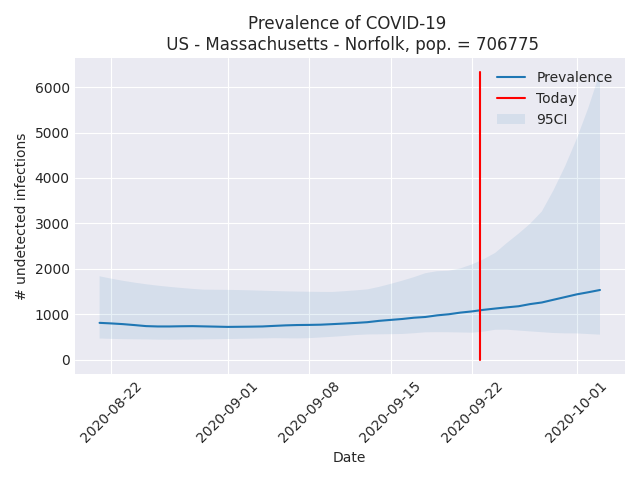 Prevalence of COVID-19
US - Massachusetts - Norfolk, pop. = 706775
Prevalence
Today
95CI
# undetected infections
6000
5000
4000
3000
2000
1000
0
2020-08-22
2020-09-01
2020-09-08
2020-09-15
2020-09-22
2020-10-01
Date